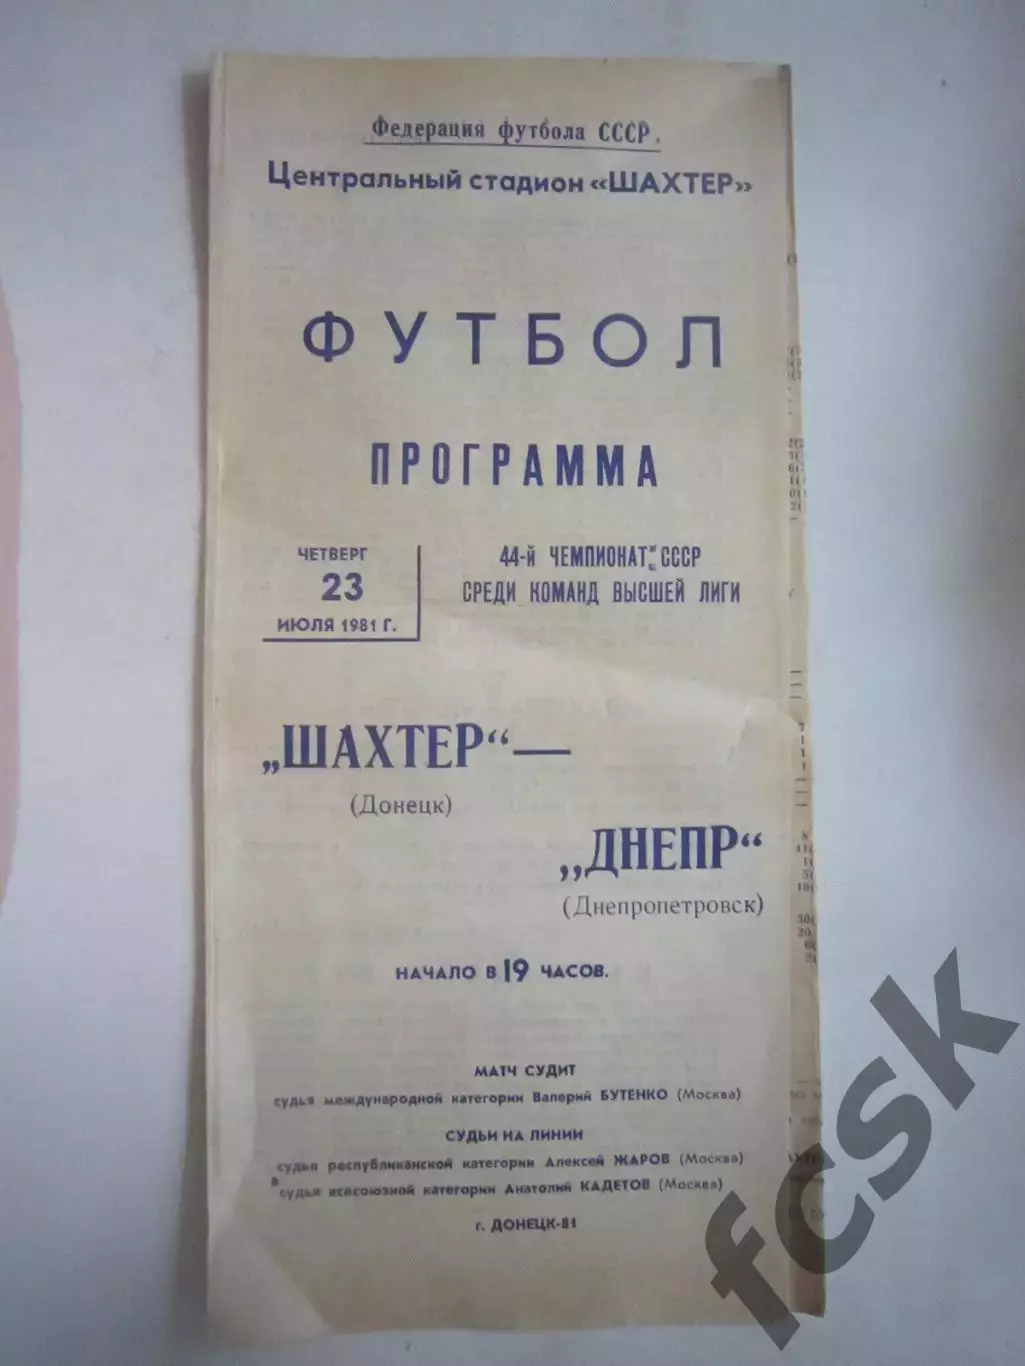 Федерация футбола СССР.
Центральный стадион «ШАХТЕР»
ФУТБОЛ
ПРОГРАММА
ЧЕТВЕРГ
23
ИЮЛЯ 1981 Г.
44-й ЧЕМПИОНАТ СССР
СРЕДИ КОМАНД ВЫСШЕЙ ЛИГИ
„ШАХТЕР“—
(Донецк)
„ДНЕПР“
(Днепропетровск)
НАЧАЛО В 19 ЧАСОВ.
МАТЧ СУДИТ
судья международной категории Валерий БУТЕНКО (Москва)
СУДЬИ НА ЛИНИИ
судья республиканской категории Алексей ЖАРОВ (Москва)
судья всесоюзной категории Анатолий КАДЕТОВ (Москва)
г. ДОНЕЦК-81
fcsk